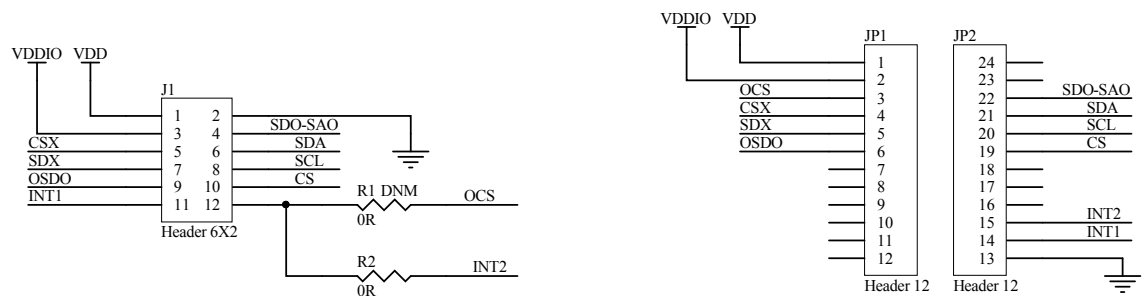 VDDIO VDD
J1
1 2
3 4 SDO-SAO
CSX 5 6 SDA
SDX 7 8 SCL
OSDO 9 10 CS
INT1 11 12
Header 6X2
R1 DNM OCS
0R
R2 INT2
0R
VDDIO VDD
JP1
1
2
OCS 3
CSX 4
SDX 5
OSDO 6
7
8
9
10
11
12
Header 12
JP2
24
23
22 SDO-SAO
21 SDA
20 SCL
19 CS
18
17
16
15 INT2
14 INT1
13
Header 12